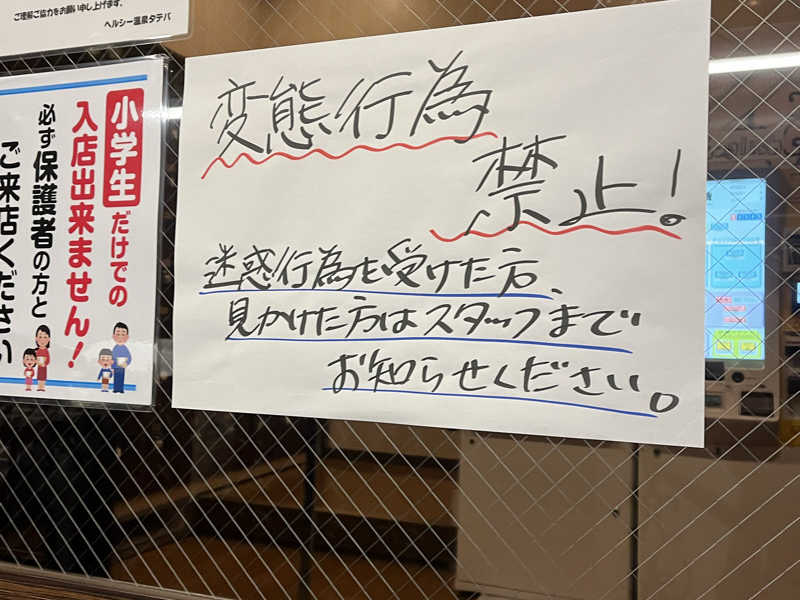 ご理解ご協力をお願い申し上げます。
ヘルシー温泉タテバ
小学生だけでの
入店出来ません!
必ず保護者の方と
ご来店ください
変態行為
禁止!。
迷惑行為を受けた方、
見かけた方はスタッフまで
お知らせください。